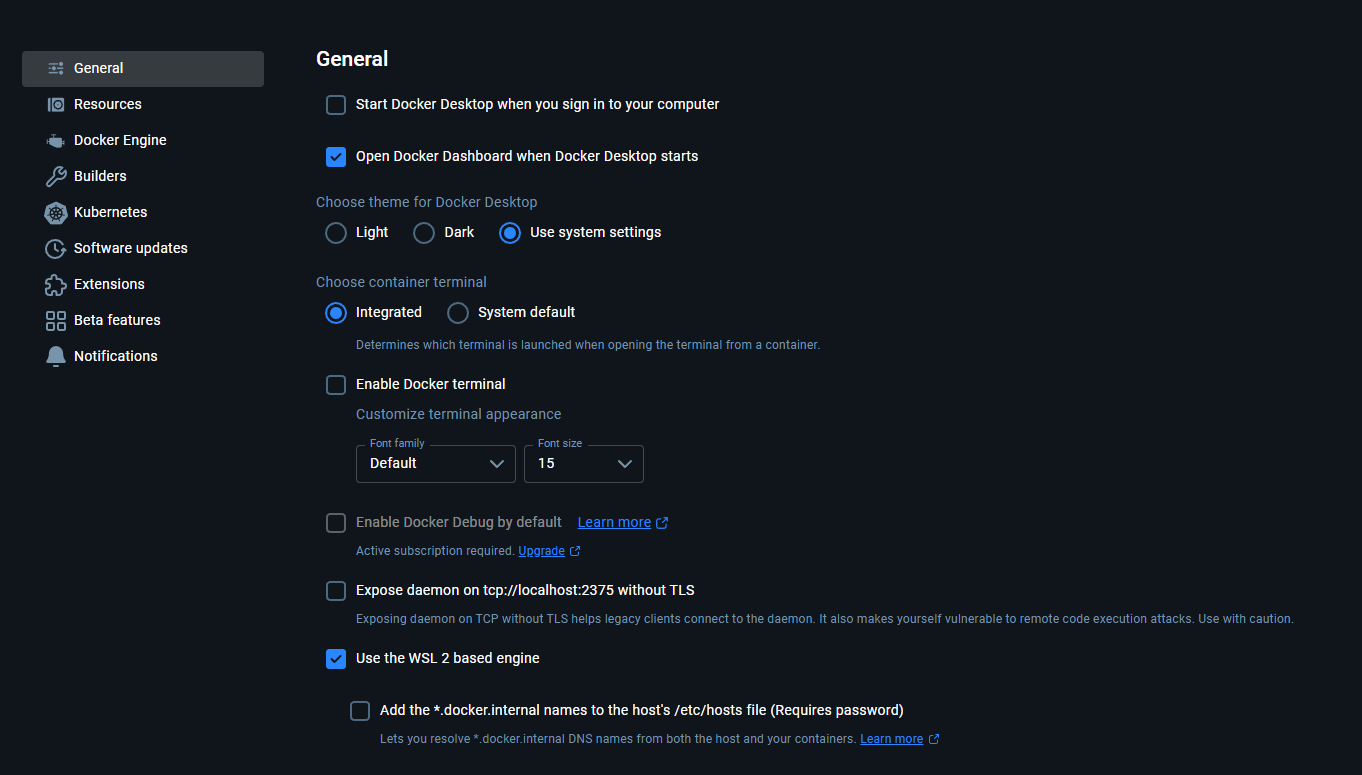 General
Resources
Docker Engine
Builders
Kubernetes
Software updates
Extensions
Beta features
Notifications
General
Start Docker Desktop when you sign in to your computer
Open Docker Dashboard when Docker Desktop starts
Choose theme for Docker Desktop
Light Dark Use system settings
Choose container terminal
Integrated System default
Determines which terminal is launched when opening the terminal from a container.
Enable Docker terminal
Customize terminal appearance
Font family Font size
Default 15
Enable Docker Debug by default Learn more
Active subscription required. Upgrade
Expose daemon on tcp://localhost:2375 without TLS
Exposing daemon on TCP without TLS helps legacy clients connect to the daemon. It also makes yourself vulnerable to remote code execution attacks. Use with caution.
Use the WSL 2 based engine
Add the *.docker.internal names to the host's /etc/hosts file (Requires password)
Lets you resolve *.docker.internal DNS names from both the host and your containers. Learn more